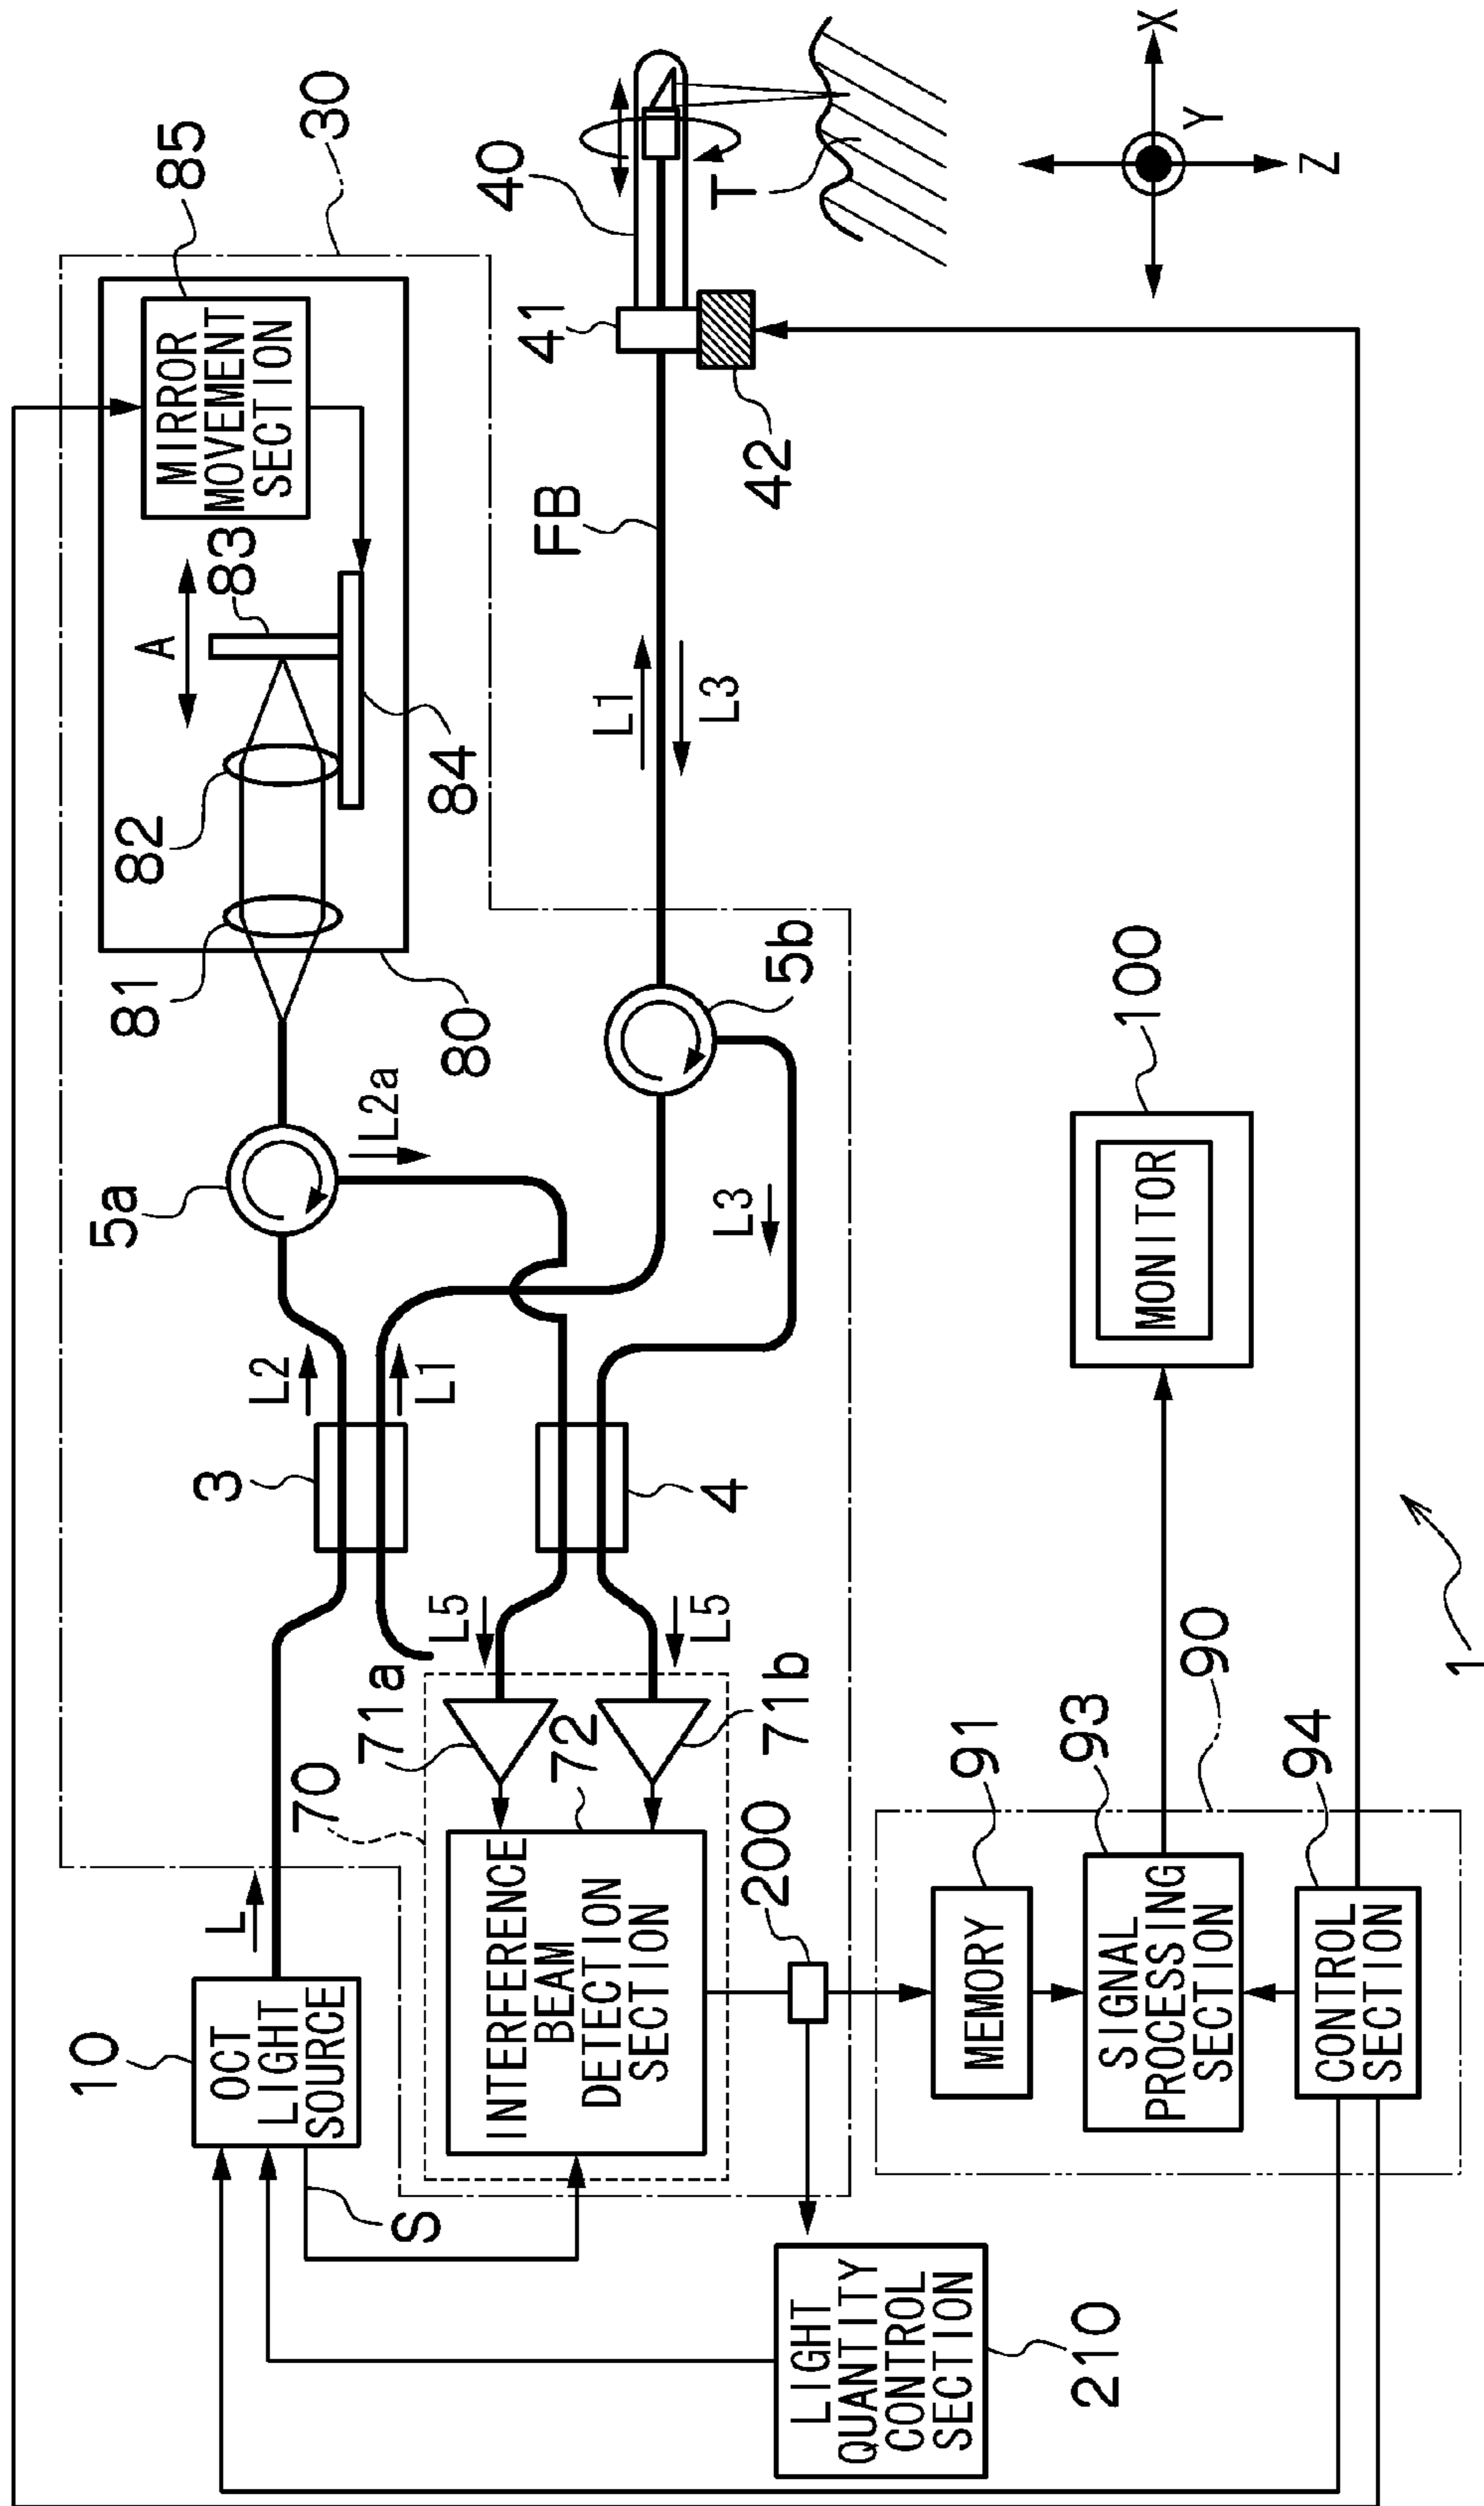 30
85
MIRROR
MOVEMENT
SECTION
A
83
82
84
81
80
40
T
41
42
FB
X
Y
Z
L1
L3
5a
L2a
5b
L3
L2
L1
3
4
100
MONITOR
10
OCT
LIGHT
SOURCE
L
S
70
71a
L5
L5
71b
72
INTERFERENCE
BEAM
DETECTION
SECTION
200
90
91
MEMORY
93
SIGNAL
PROCESSING
SECTION
94
CONTROL
SECTION
LIGHT
QUANTITY
CONTROL
SECTION
210
1